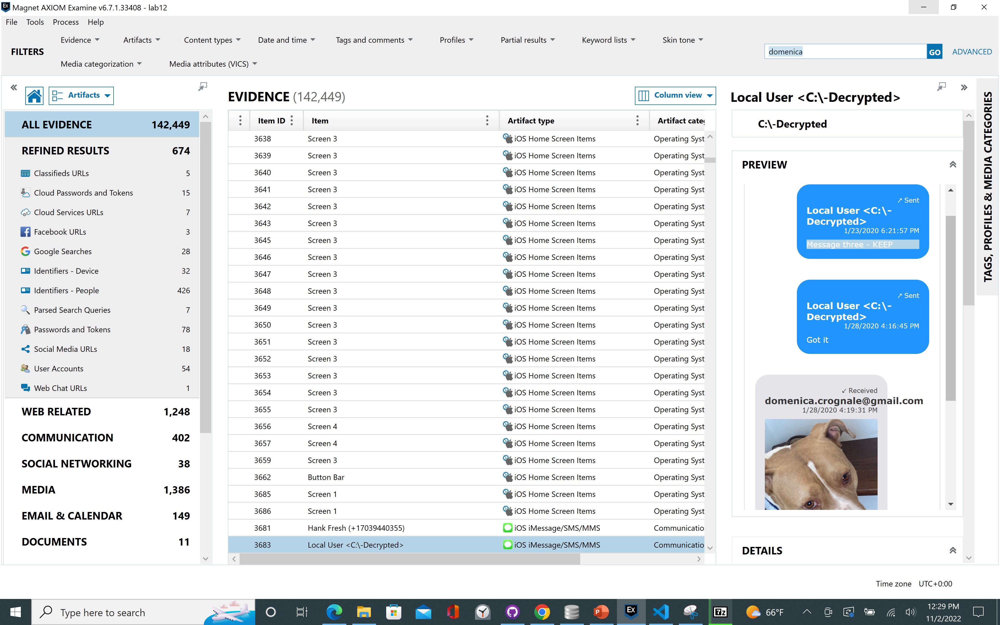 Magnet AXIOM Examine v6.7.1.33408 - lab12
File Tools Process Help
FILTERS
Evidence Artifacts Content types Date and time Tags and comments Profiles Partial results Keyword lists Skin tone
Media categorization Media attributes (VICS)
domenica GO ADVANCED
Artifacts
ALL EVIDENCE 142,449
REFINED RESULTS 674
Classifieds URLs 5
Cloud Passwords and Tokens 15
Cloud Services URLs 7
Facebook URLs 3
Google Searches 28
Identifiers - Device 32
Identifiers - People 426
Parsed Search Queries 7
Passwords and Tokens 78
Social Media URLs 18
User Accounts 54
Web Chat URLs 1
WEB RELATED 1,248
COMMUNICATION 402
SOCIAL NETWORKING 38
MEDIA 1,386
EMAIL & CALENDAR 149
DOCUMENTS 11
EVIDENCE (142,449)
Column view
Item ID Item Artifact type Artifact categ
3638 Screen 3 iOS Home Screen Items Operating Syst
3639 Screen 3 iOS Home Screen Items Operating Syst
3640 Screen 3 iOS Home Screen Items Operating Syst
3641 Screen 3 iOS Home Screen Items Operating Syst
3642 Screen 3 iOS Home Screen Items Operating Syst
3643 Screen 3 iOS Home Screen Items Operating Syst
3645 Screen 3 iOS Home Screen Items Operating Syst
3646 Screen 3 iOS Home Screen Items Operating Syst
3647 Screen 3 iOS Home Screen Items Operating Syst
3648 Screen 3 iOS Home Screen Items Operating Syst
3649 Screen 3 iOS Home Screen Items Operating Syst
3650 Screen 3 iOS Home Screen Items Operating Syst
3651 Screen 3 iOS Home Screen Items Operating Syst
3652 Screen 3 iOS Home Screen Items Operating Syst
3653 Screen 3 iOS Home Screen Items Operating Syst
3654 Screen 3 iOS Home Screen Items Operating Syst
3655 Screen 3 iOS Home Screen Items Operating Syst
3656 Screen 4 iOS Home Screen Items Operating Syst
3657 Screen 4 iOS Home Screen Items Operating Syst
3659 Screen 3 iOS Home Screen Items Operating Syst
3662 Button Bar iOS Home Screen Items Operating Syst
3685 Screen 1 iOS Home Screen Items Operating Syst
3686 Screen 1 iOS Home Screen Items Operating Syst
3681 Hank Fresh (+17039440355) iOS iMessage/SMS/MMS Communicatio
3683 Local User <C:\-Decrypted> iOS iMessage/SMS/MMS Communicatio
Local User <C:\-Decrypted>
C:\-Decrypted
PREVIEW
Sent
Local User <C:\-
Decrypted>
1/23/2020 6:21:57 PM
Message three - KEEP
Sent
Local User <C:\-
Decrypted>
1/28/2020 4:16:45 PM
Got it
Received
domenica.crognale@gmail.com
1/28/2020 4:19:31 PM
DETAILS
TAGS, PROFILES & MEDIA CATEGORIES
Time zone UTC+0:00
Type here to search
66°F
12:29 PM
11/2/2022